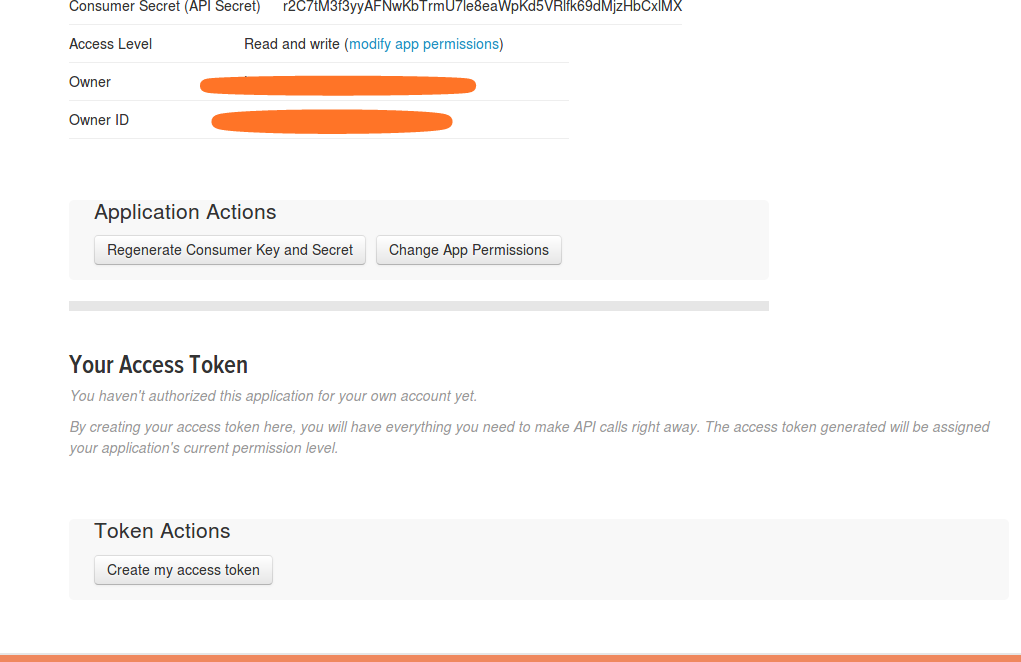 Consumer Secret (API Secret)
Access Level Read and write (modify app permissions)
Owner
Owner ID
Application Actions
Regenerate Consumer Key and Secret Change App Permissions
Your Access Token
You haven't authorized this application for your own account yet.
By creating your access token here, you will have everything you need to make API calls right away. The access token generated will be assigned
your application's current permission level.
Token Actions
Create my access token